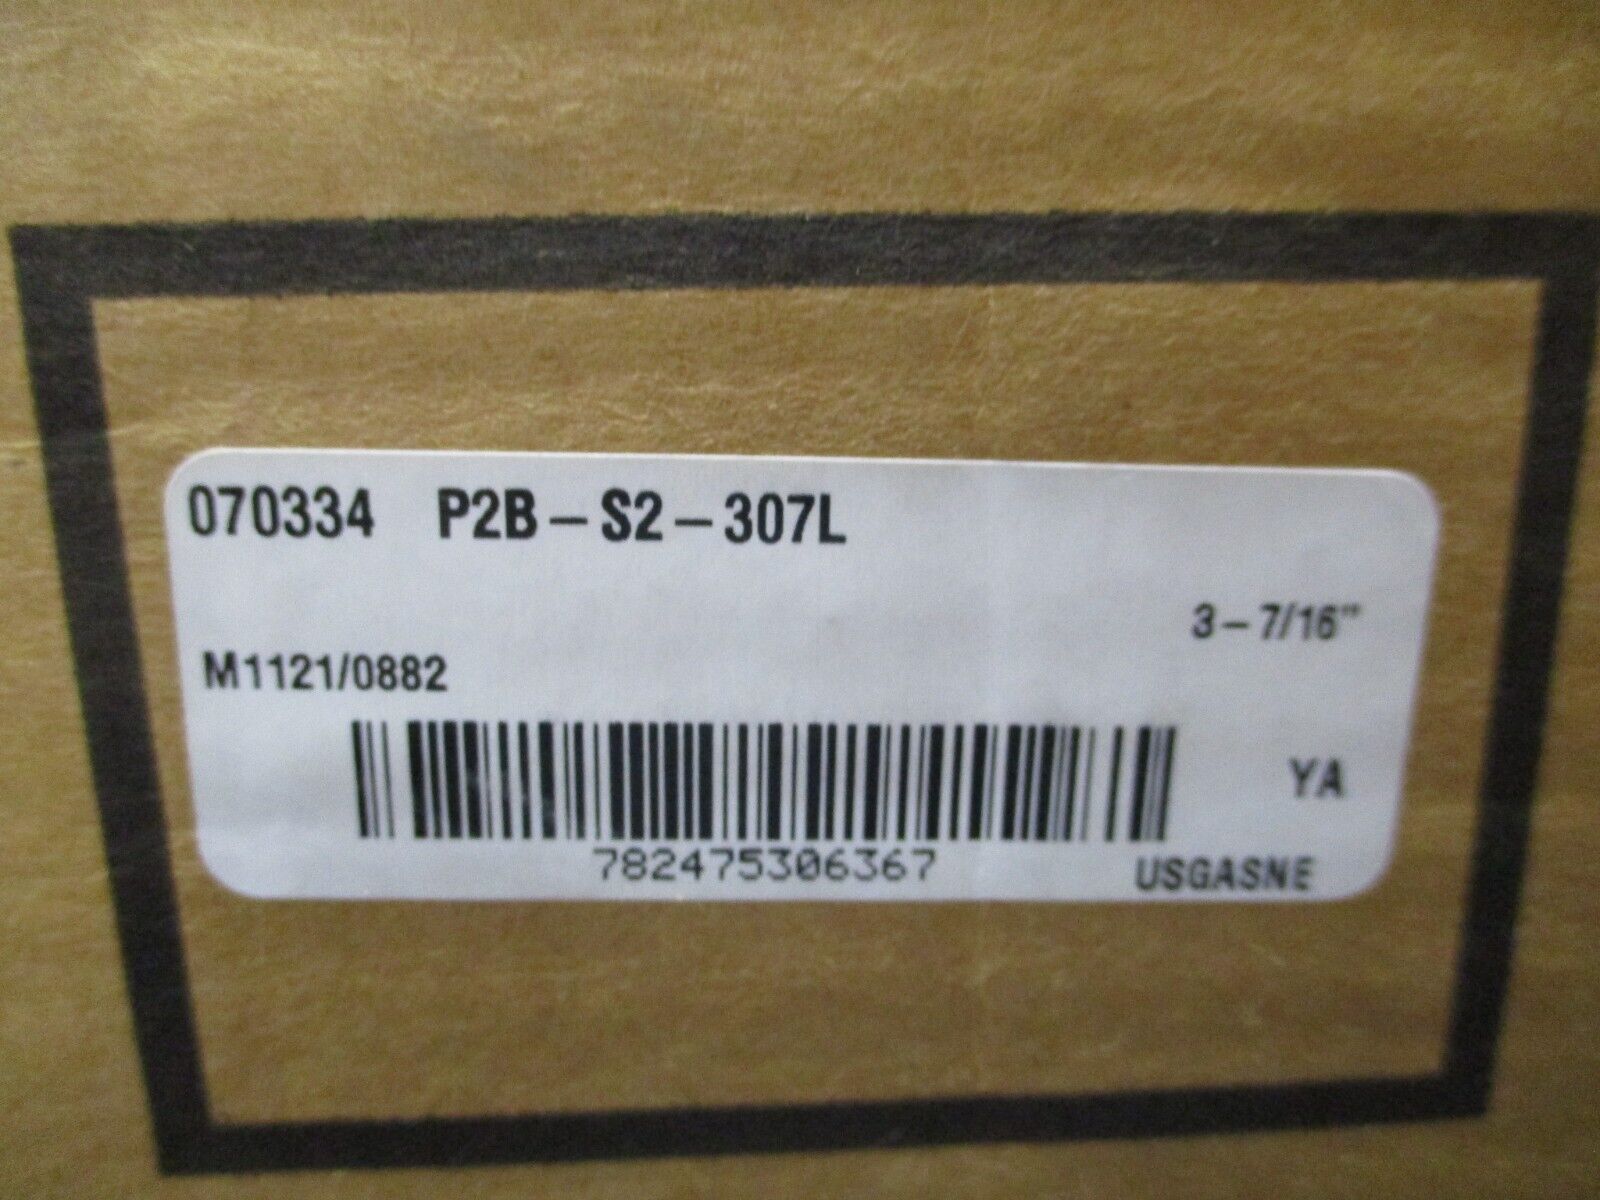 070334 P2B-S2-307L
3-7/16"
M1121/0882
YA
782475306367
USGASNE